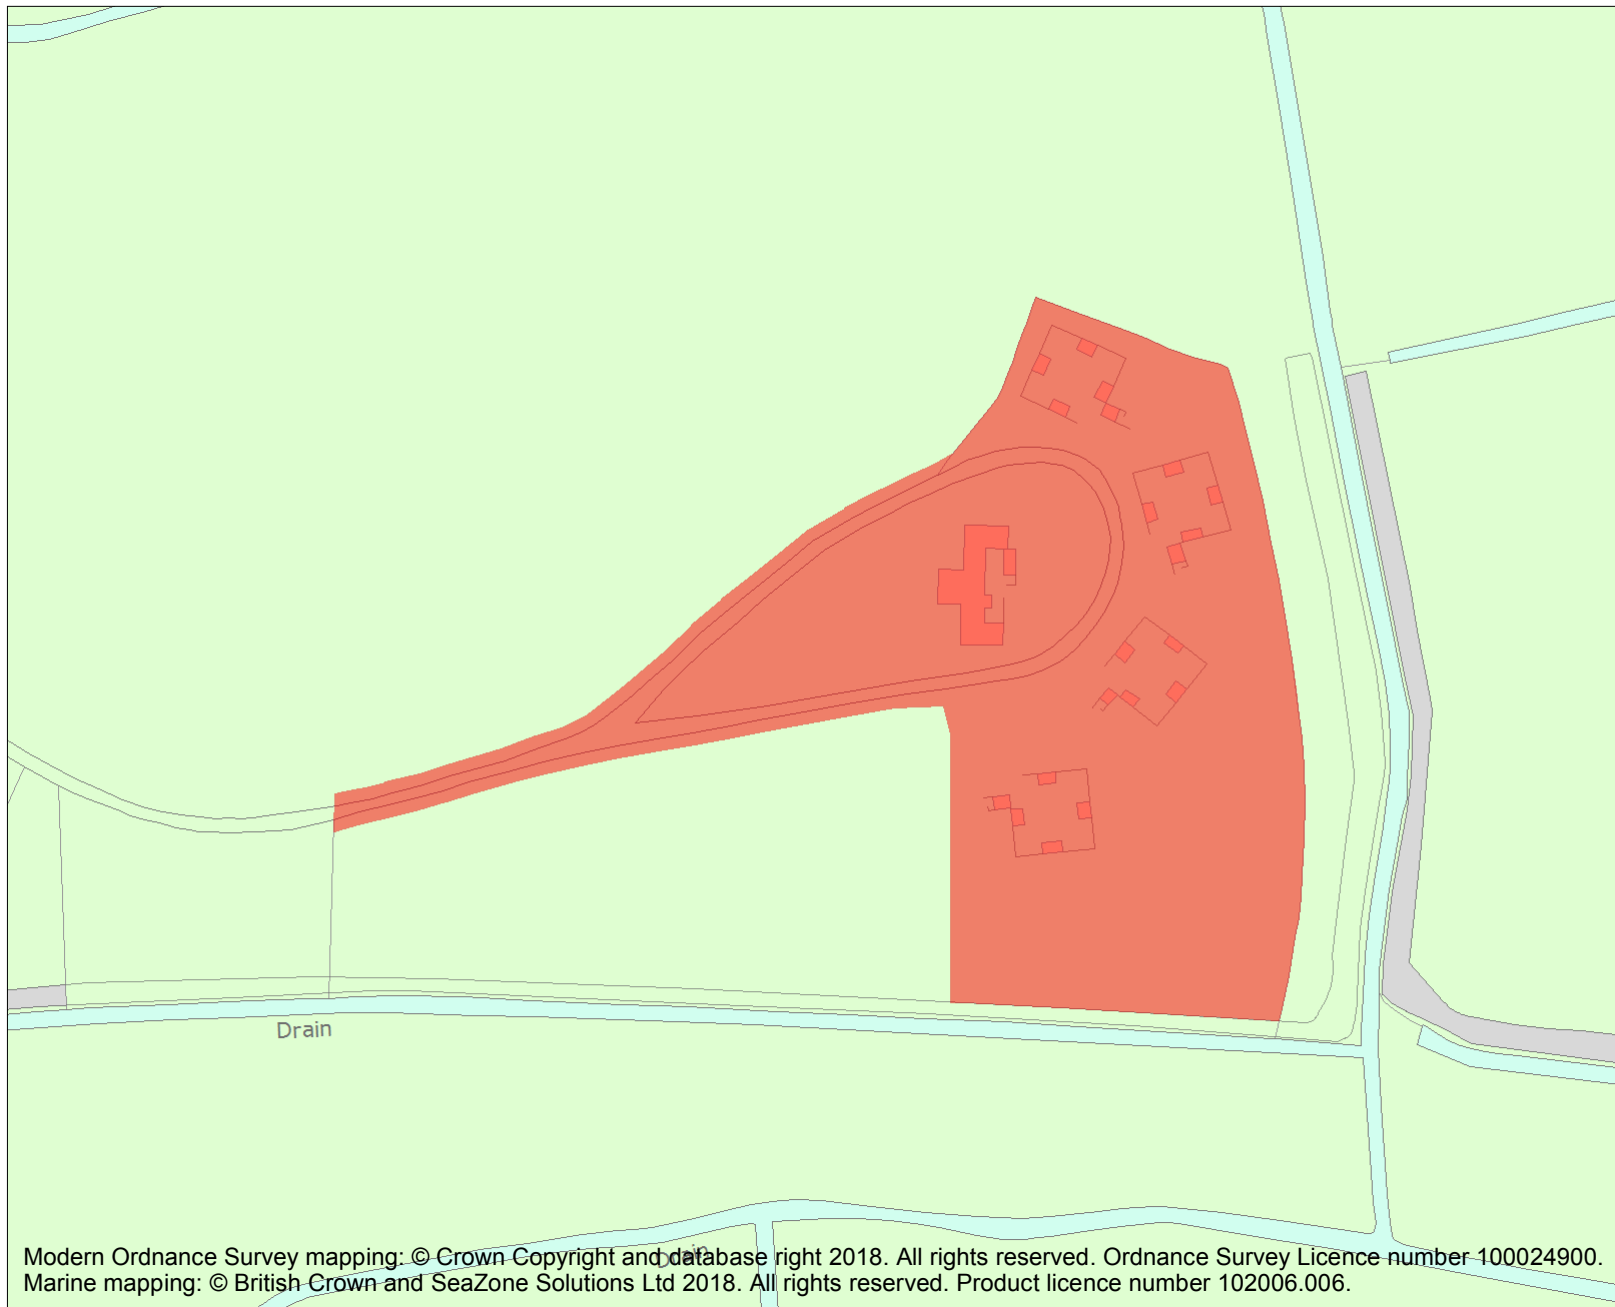 Drain
Drain
Modern Ordnance Survey mapping: © Crown Copyright and database right 2018. All rights reserved. Ordnance Survey Licence number 100024900.
Marine mapping: © British Crown and SeaZone Solutions Ltd 2018. All rights reserved. Product licence number 102006.006.